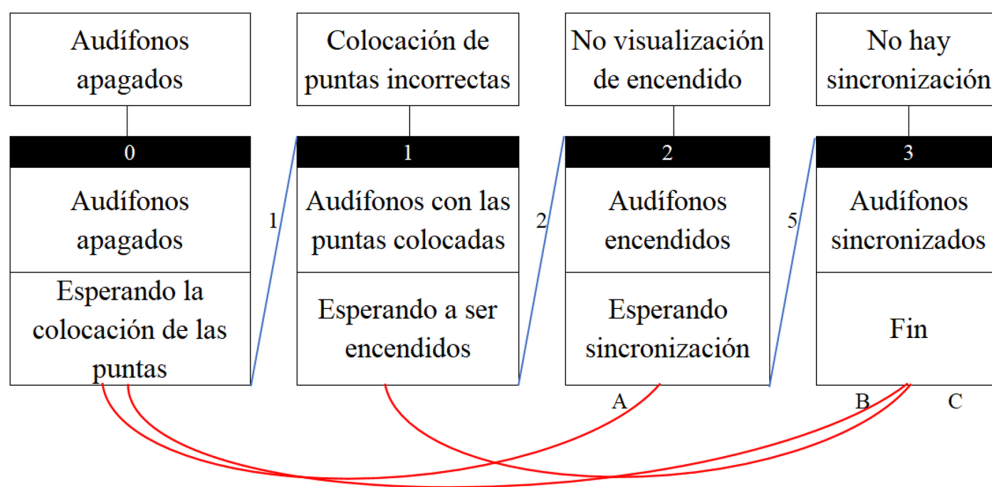 Audífonos
apagados
Colocación de
puntas incorrectas
No visualización
de encendido
No hay
sincronización
0
1
2
3
Audífonos
apagados
1
Audífonos con las
puntas colocadas
2
Audífonos
encendidos
5
Audífonos
sincronizados
Esperando la
colocación de las
puntas
Esperando a ser
encendidos
Esperando
sincronización
Fin
A
B
C